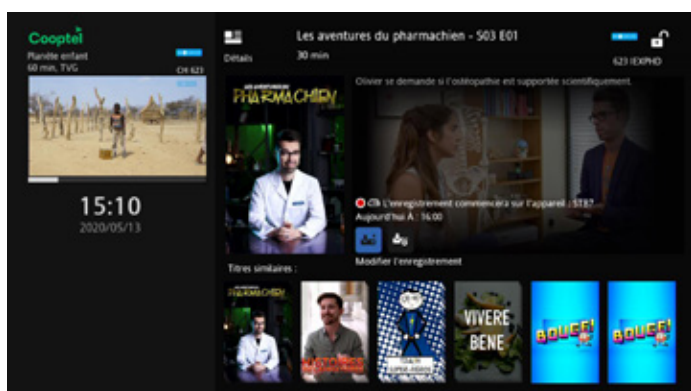 Cooptel
Planète enfant
60 min, TVG
CH 623
15:10
2020/05/13
Détails
Les aventures du pharmachien - S03 E01
30 min
623 IEXPHD
Olivier se demande si l'ostéopathie est supportée scientifiquement.
LES AVENTURES DU
PHARMACHIEN
L'enregistrement commencera sur l'appareil : STB7
Aujourd'hui À : 16:00
Modifier l'enregistrement
Titres similaires :
PHARMACHIEN
HISTOIRES
VIVERE
BENE
BOUGE!
BOUGE!